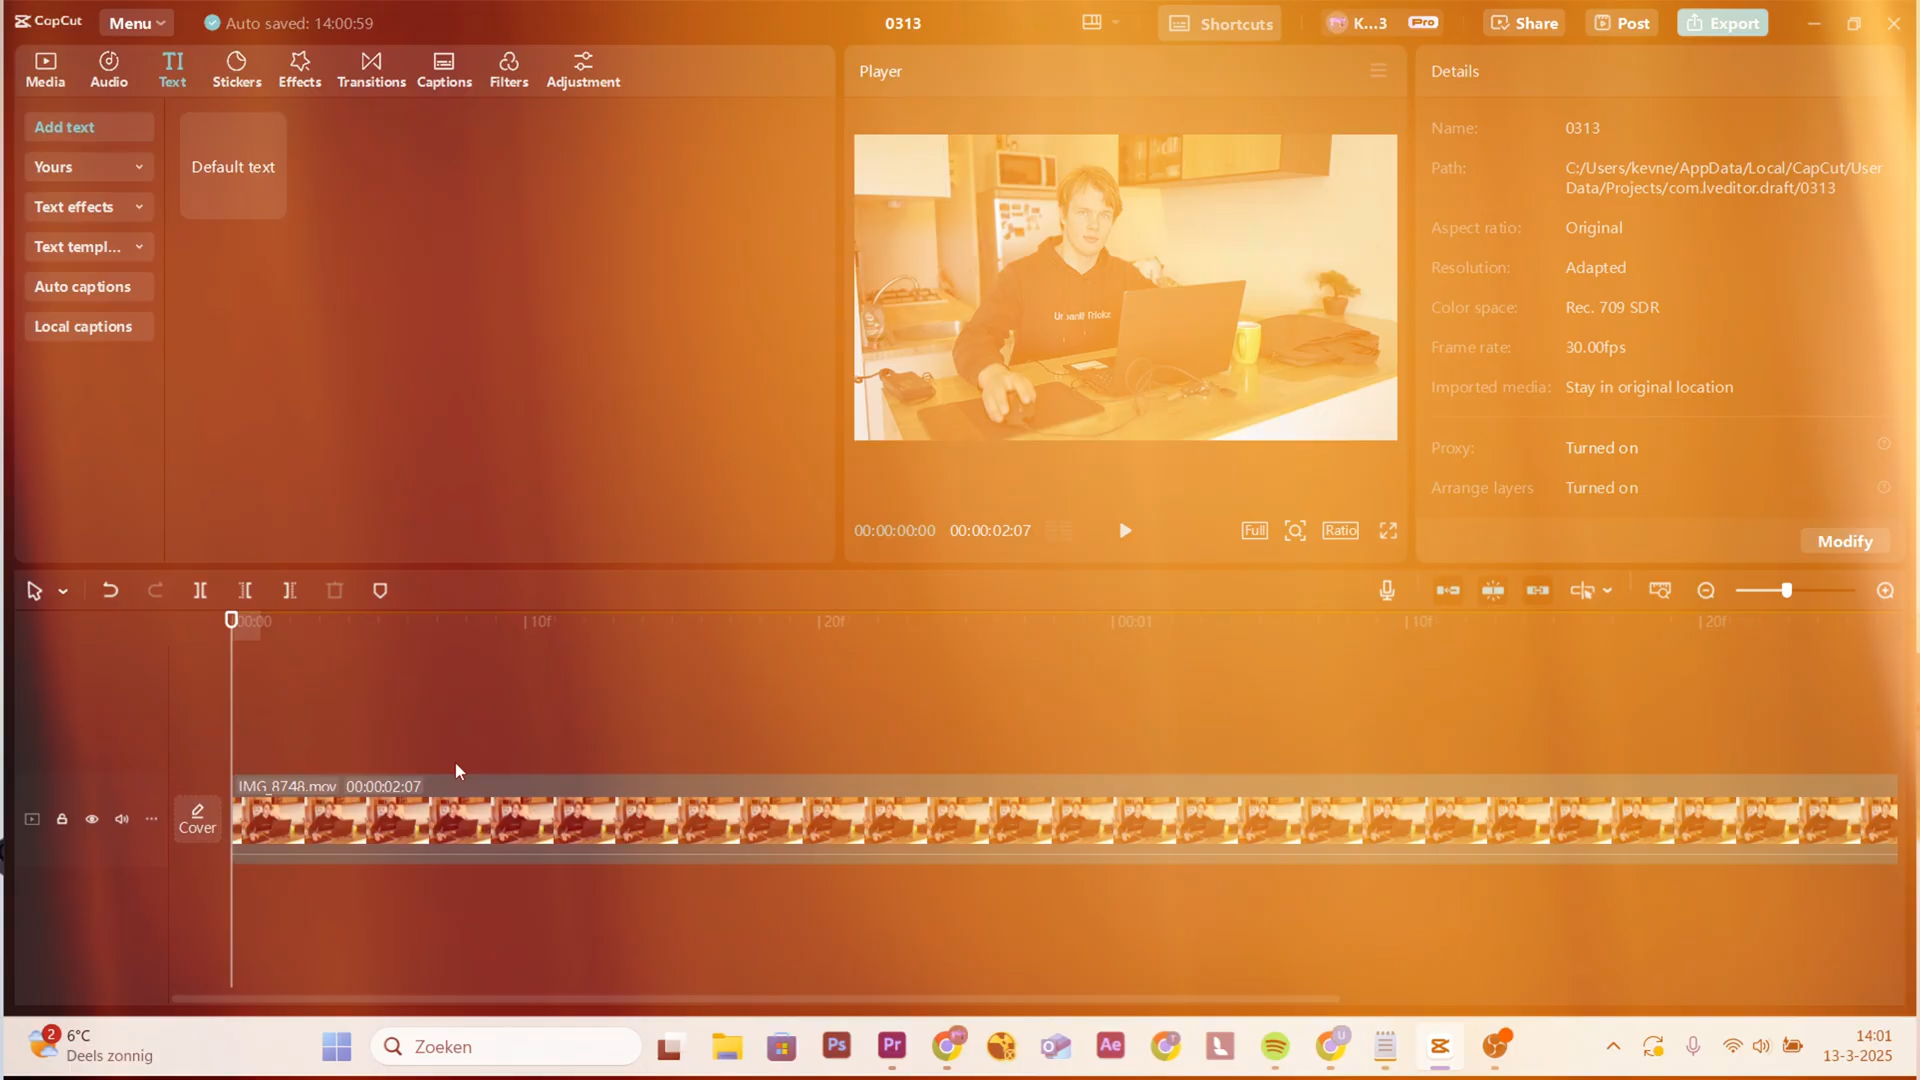 CapCut Menu Auto saved: 14:00:59 0313 Shortcuts K...3 Pro Share Post Export
Media Audio Text Stickers Effects Transitions Captions Filters Adjustment
TI
Add text
Yours
Text effects
Text templ...
Auto captions
Local captions
Default text
Player
00:00:00:00 00:00:02:07 Full Ratio
Details
Name: 0313
Path: C:/Users/kevne/AppData/Local/CapCut/User
Data/Projects/com.lveditor.draft/0313
Aspect ratio: Original
Resolution: Adapted
Color space: Rec. 709 SDR
Frame rate: 30.00fps
Imported media: Stay in original location
Proxy: Turned on
Arrange layers Turned on
Modify
00:00 10f 20f 00:01 10f 20f
IMG_8748.mov 00:00:02:07
Cover
2 6°C
Deels zonnig
Zoeken
Ps Pr Ae
14:01
13-3-2025